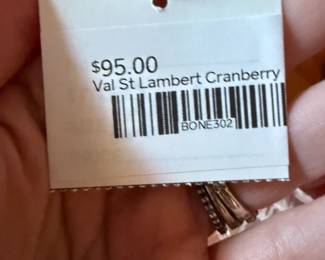 $95.00
Val St Lambert Cranberry
BONE302